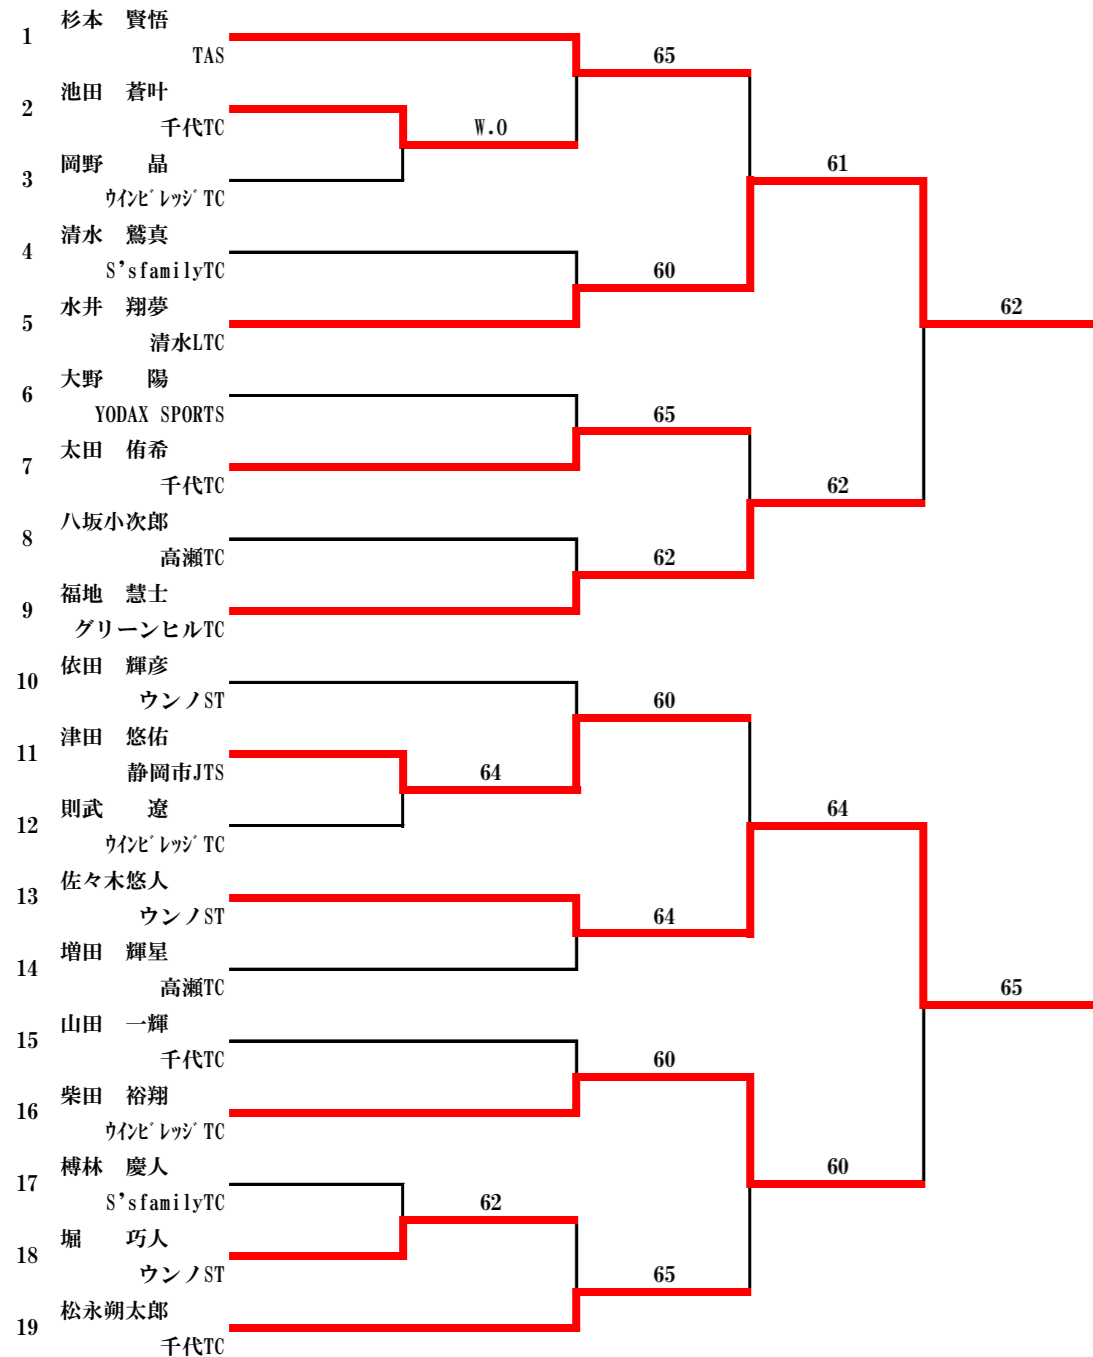 杉本　賢悟
1
TAS
65
池田　蒼叶
2
千代TC
W.O
岡野　　晶
3
ｳｲﾝﾋﾞﾚｯｼﾞTC
61
清水　鷲真
4
S’sfamilyTC
60
水井　翔夢
5
清水LTC
62
大野　　陽
6
YODAX SPORTS
65
太田　侑希
7
千代TC
62
八坂小次郎
8
高瀬TC
62
福地　慧士
9
グリーンヒルTC
依田　輝彦
10
ウンノST
60
津田　悠佑
11
静岡市JTS
64
則武　　遼
12
ｳｲﾝﾋﾞﾚｯｼﾞTC
64
佐々木悠人
13
ウンノST
64
増田　輝星
14
高瀬TC
65
山田　一輝
15
千代TC
60
柴田　裕翔
16
ｳｲﾝﾋﾞﾚｯｼﾞTC
60
榑林　慶人
17
S’sfamilyTC
62
堀　　巧人
18
ウンノST
65
松永朔太郎
19
千代TC